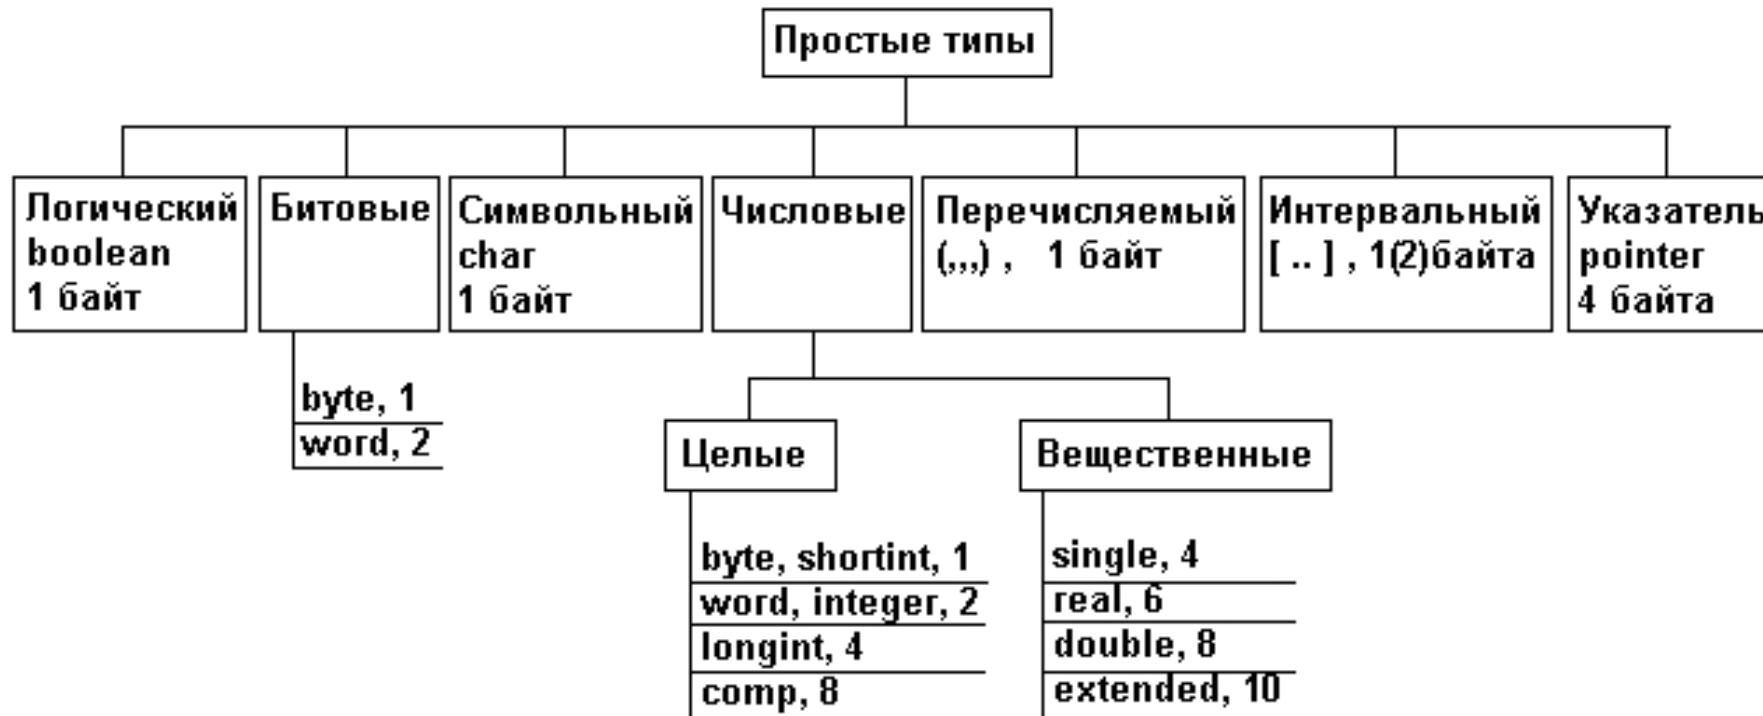 Простые типы
Логический
boolean
1 байт
Битовые
Символьный
char
1 байт
Числовые
Перечисляемый
(,,,) , 1 байт
Интервальный
[ .. ] , 1(2)байта
Указатель
pointer
4 байта
byte, 1
word, 2
Целые
Вещественные
byte, shortint, 1
word, integer, 2
longint, 4
comp, 8
single, 4
real, 6
double, 8
extended, 10